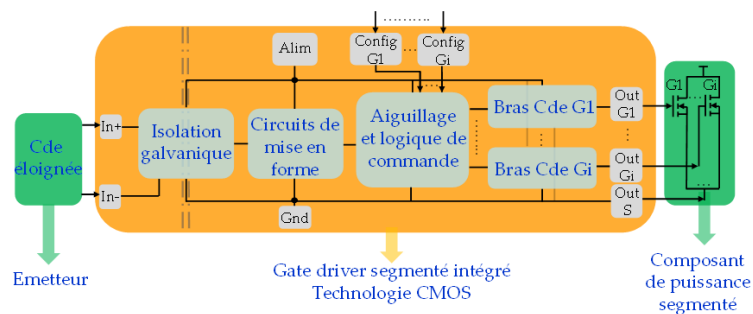 Config
G1
Config
Gi
Alim
In+
In-
Cde
éloignée
Isolation
galvanique
Circuits de
mise en
forme
Aiguillage
et logique de
commande
Bras Cde G1
Bras Cde Gi
Out
G1
Out
Gi
Out
S
G1
Gi
Gnd
Emetteur
Gate driver segmenté intégré
Technologie CMOS
Composant
de puissance
segmenté